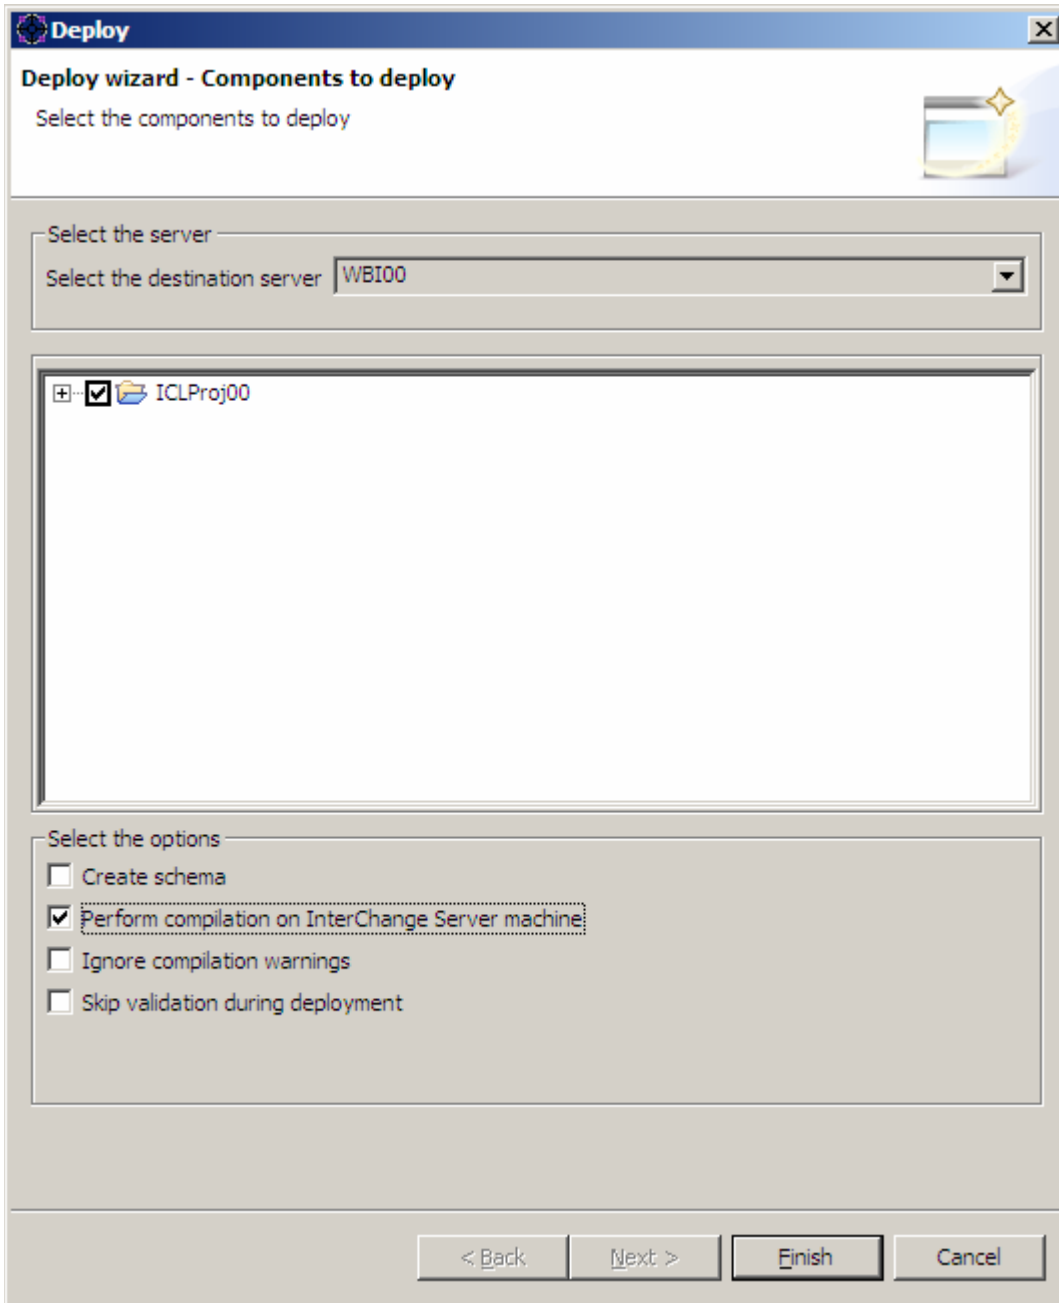 Deploy
Deploy wizard - Components to deploy
Select the components to deploy
Select the server
Select the destination server WBI00
ICLProj00
Select the options
Create schema
Perform compilation on InterChange Server machine
Ignore compilation warnings
Skip validation during deployment
< Back Next > Finish Cancel